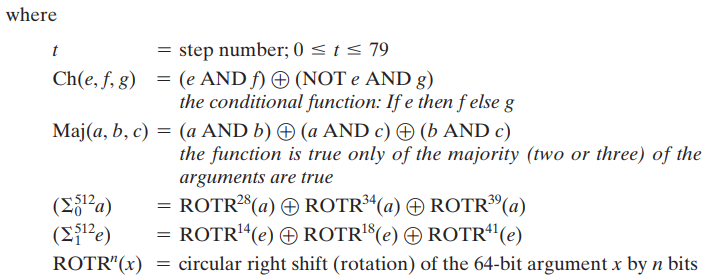 where
t = step number; 0 ≤ t ≤ 79
Ch(e, f, g) = (e AND f) ⊕ (NOT e AND g)
the conditional function: If e then f else g
Maj(a, b, c) = (a AND b) ⊕ (a AND c) ⊕ (b AND c)
the function is true only of the majority (two or three) of the
arguments are true
(Σ₀⁵¹²a) = ROTR²⁸(a) ⊕ ROTR³⁴(a) ⊕ ROTR³⁹(a)
(Σ₁⁵¹²e) = ROTR¹⁴(e) ⊕ ROTR¹⁸(e) ⊕ ROTR⁴¹(e)
ROTRⁿ(x) = circular right shift (rotation) of the 64-bit argument x by n bits